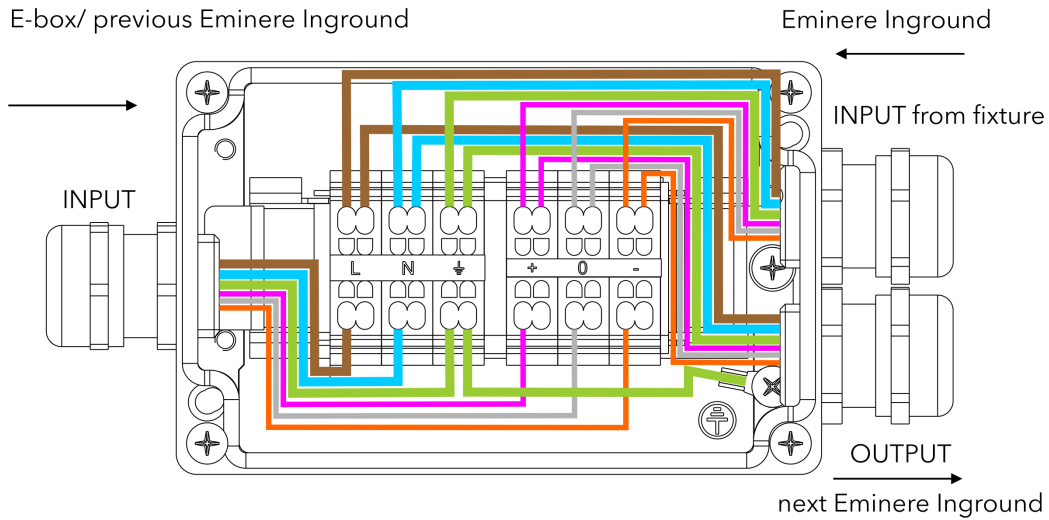 E-box/ previous Eminere Inground
Eminere Inground
INPUT from fixture
INPUT
L N + 0 -
OUTPUT
next Eminere Inground